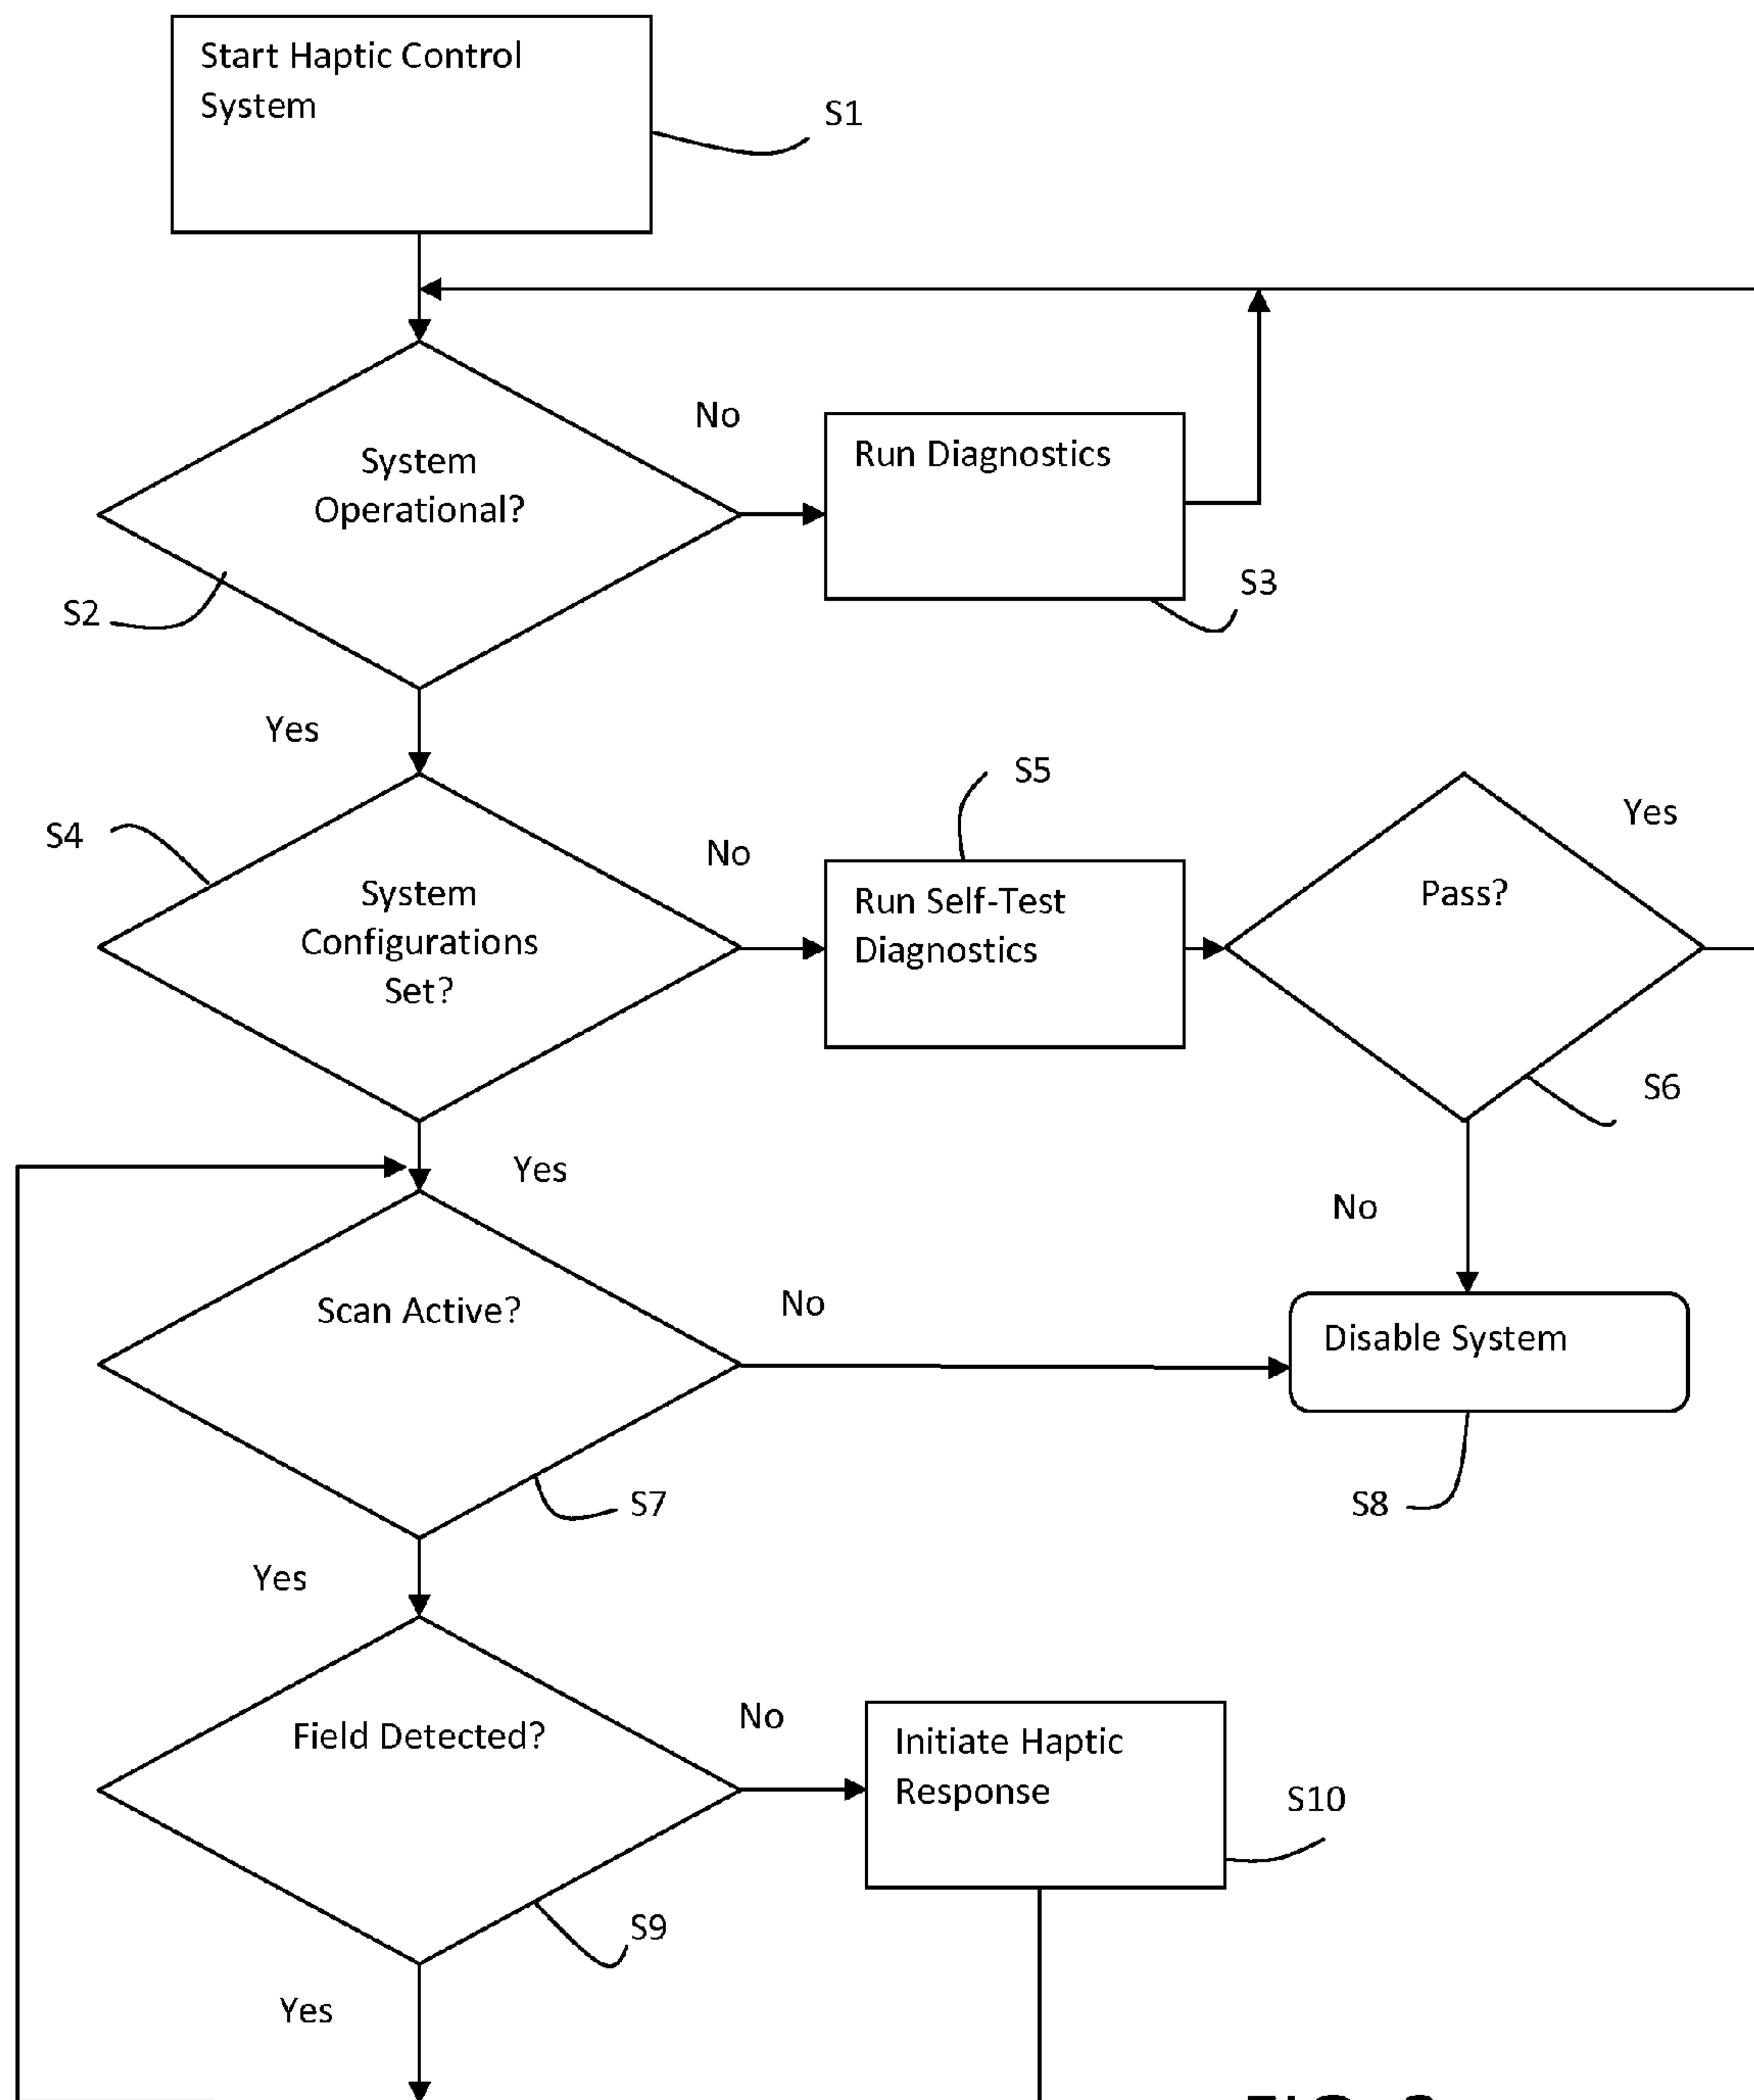 Start Haptic Control
System
S1
No
System
Operational?
Run Diagnostics
S2
S3
Yes
S5
S4
No
Yes
System
Configurations
Set?
Run Self-Test
Diagnostics
Pass?
S6
Yes
No
Scan Active?
No
Disable System
S7
S8
Yes
Field Detected?
No
Initiate Haptic
Response
S10
S9
Yes